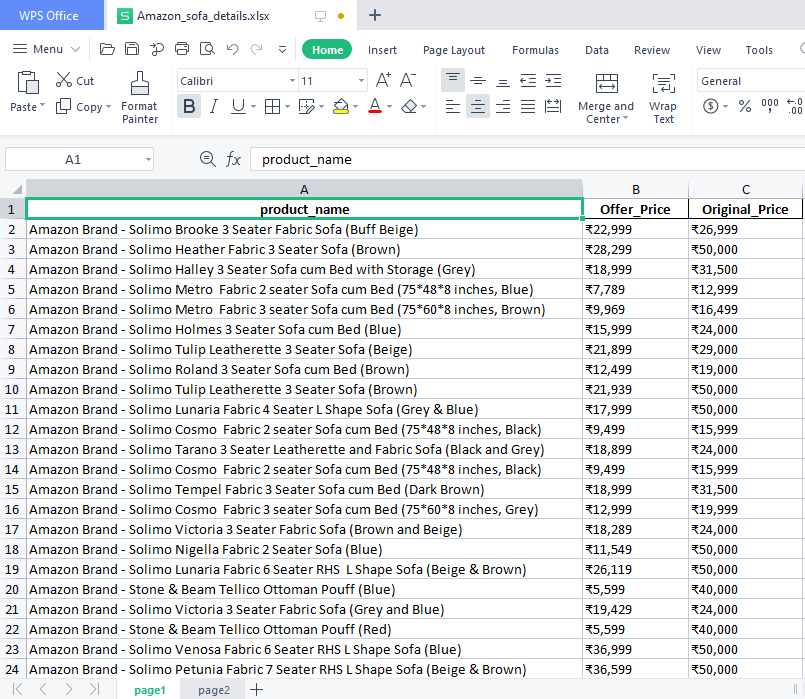 WPS Office S Amazon_sofa_details.xlsx
Menu Home Insert Page Layout Formulas Data Review View Tools
Paste Cut Copy Format Painter Calibri 11 A+ A- B I U A Merge and Center Wrap Text General $ % 000 .00
A1 fx product_name
A B C
1 product_name Offer_Price Original_Price
2 Amazon Brand - Solimo Brooke 3 Seater Fabric Sofa (Buff Beige) ₹22,999 ₹26,999
3 Amazon Brand - Solimo Heather Fabric 3 Seater Sofa (Brown) ₹28,299 ₹50,000
4 Amazon Brand - Solimo Halley 3 Seater Sofa cum Bed with Storage (Grey) ₹18,999 ₹31,500
5 Amazon Brand - Solimo Metro  Fabric 2 seater Sofa cum Bed (75*48*8 inches, Blue) ₹7,789 ₹12,999
6 Amazon Brand - Solimo Metro  Fabric 3 seater Sofa cum Bed (75*60*8 inches, Brown) ₹9,969 ₹16,499
7 Amazon Brand - Solimo Holmes 3 Seater Sofa cum Bed (Blue) ₹15,999 ₹24,000
8 Amazon Brand - Solimo Tulip Leatherette 3 Seater Sofa (Beige) ₹21,899 ₹29,000
9 Amazon Brand - Solimo Roland 3 Seater Sofa cum Bed (Brown) ₹12,499 ₹19,000
10 Amazon Brand - Solimo Tulip Leatherette 3 Seater Sofa (Brown) ₹21,939 ₹50,000
11 Amazon Brand - Solimo Lunaria Fabric 4 Seater L Shape Sofa (Grey & Blue) ₹17,999 ₹50,000
12 Amazon Brand - Solimo Cosmo  Fabric 2 seater Sofa cum Bed (75*48*8 inches, Black) ₹9,499 ₹15,999
13 Amazon Brand - Solimo Tarano 3 Seater Leatherette and Fabric Sofa (Black and Grey) ₹18,899 ₹24,000
14 Amazon Brand - Solimo Cosmo  Fabric 2 seater Sofa cum Bed (75*48*8 inches, Black) ₹9,499 ₹15,999
15 Amazon Brand - Solimo Tempel Fabric 3 Seater Sofa cum Bed (Dark Brown) ₹18,999 ₹31,500
16 Amazon Brand - Solimo Cosmo  Fabric 3 seater Sofa cum Bed (75*60*8 inches, Grey) ₹12,999 ₹19,999
17 Amazon Brand - Solimo Victoria 3 Seater Fabric Sofa (Brown and Beige) ₹18,289 ₹24,000
18 Amazon Brand - Solimo Nigella Fabric 2 Seater Sofa (Blue) ₹11,549 ₹50,000
19 Amazon Brand - Solimo Lunaria Fabric 6 Seater RHS  L Shape Sofa (Beige & Brown) ₹26,119 ₹50,000
20 Amazon Brand - Stone & Beam Tellico Ottoman Pouff (Blue) ₹5,599 ₹40,000
21 Amazon Brand - Solimo Victoria 3 Seater Fabric Sofa (Grey and Blue) ₹19,429 ₹24,000
22 Amazon Brand - Stone & Beam Tellico Ottoman Pouff (Red) ₹5,599 ₹40,000
23 Amazon Brand - Solimo Venosa Fabric 6 Seater RHS L Shape Sofa (Blue) ₹36,999 ₹50,000
24 Amazon Brand - Solimo Petunia Fabric 7 Seater RHS L Shape Sofa (Beige & Brown) ₹36,599 ₹50,000
page1 page2